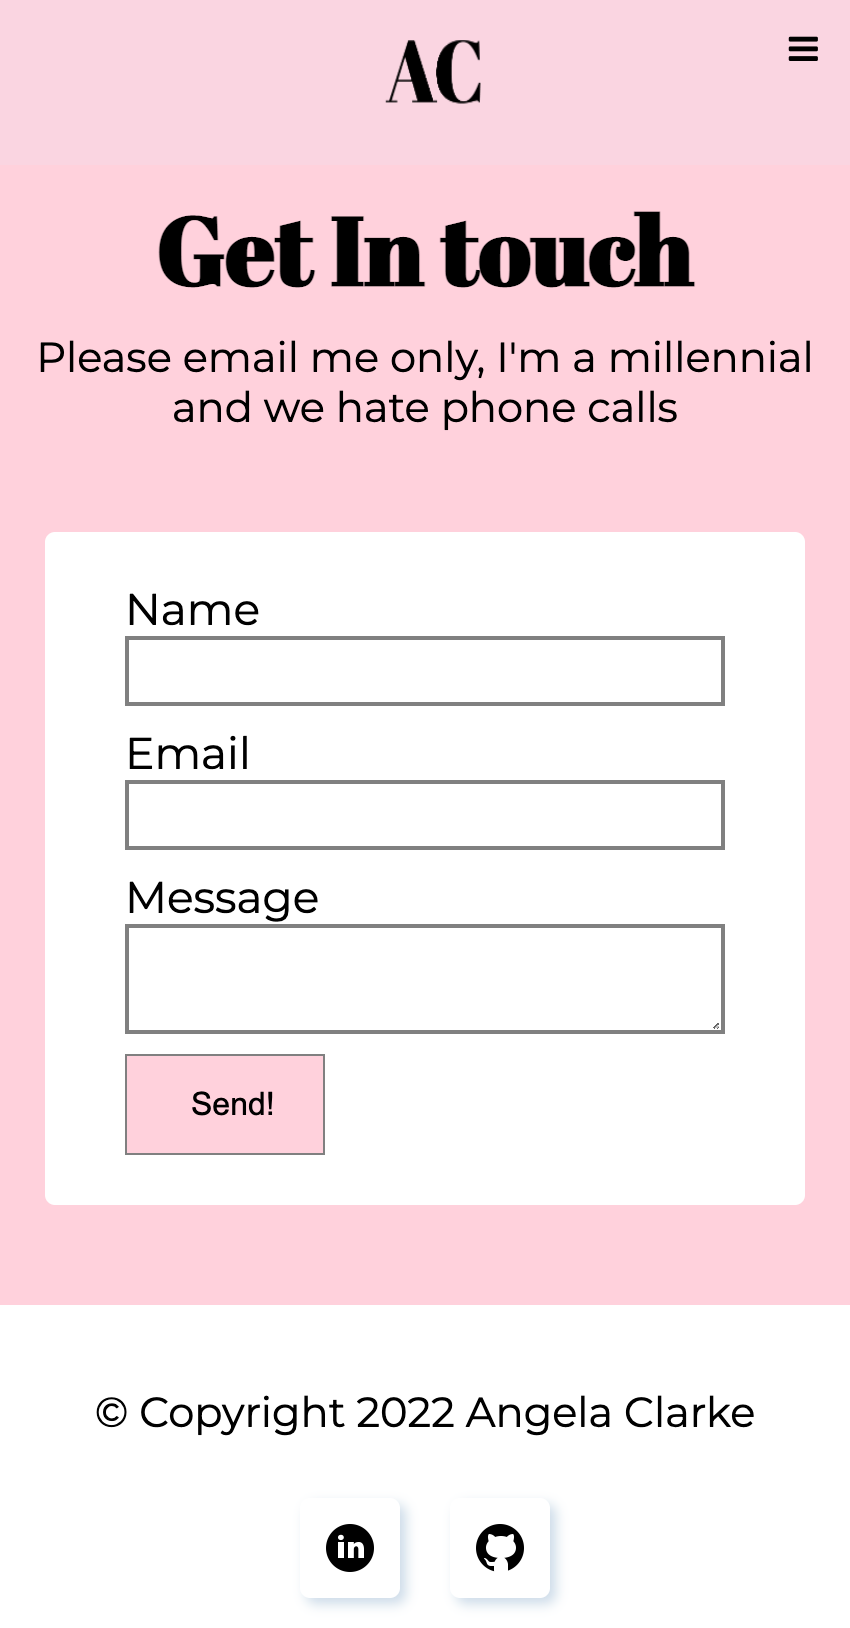 AC
Get In touch
Please email me only, I'm a millennial
and we hate phone calls
Name
Email
Message
Send!
© Copyright 2022 Angela Clarke
in